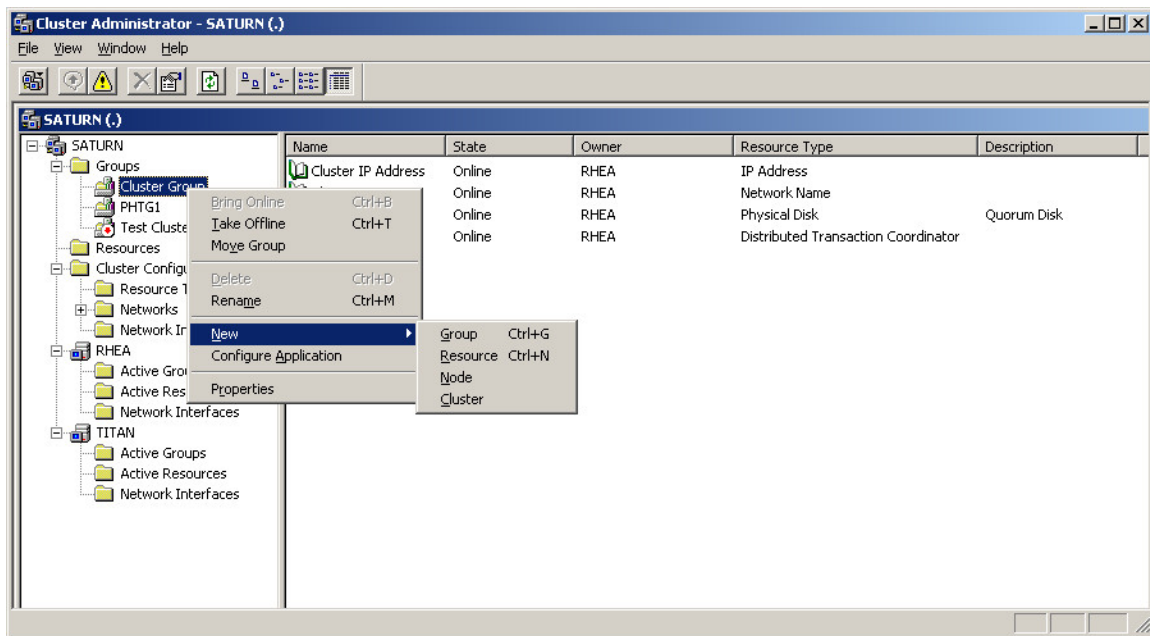 Cluster Administrator - SATURN (.)
File View Window Help
SATURN (.)
SATURN
Groups
Cluster Group
PHTG1
Test Cluste
Resources
Cluster Configu
Resource T
Networks
Network In
RHEA
Active Grou
Active Res
Network Interfaces
TITAN
Active Groups
Active Resources
Network Interfaces
Name State Owner Resource Type Description
Cluster IP Address Online RHEA IP Address
Online RHEA Network Name
Online RHEA Physical Disk Quorum Disk
Online RHEA Distributed Transaction Coordinator
Bring Online Ctrl+B
Take Offline Ctrl+T
Move Group
Delete Ctrl+D
Rename Ctrl+M
New
Configure Application
Properties
Group Ctrl+G
Resource Ctrl+N
Node
Cluster